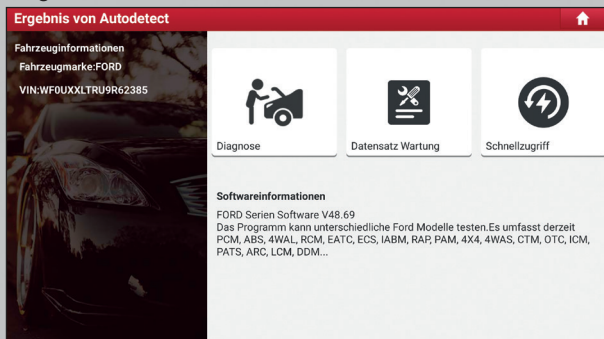 Ergebnis von Autodetect
Fahrzeuginformationen
Fahrzeugmarke:FORD
VIN:WF0UXXLTRU9R62385
Diagnose
Datensatz Wartung
Schnellzugriff
Softwareinformationen
FORD Serien Software V48.69
Das Programm kann unterschiedliche Ford Modelle testen.Es umfasst derzeit
PCM, ABS, 4WAL, RCM, EATC, ECS, IABM, RAP, PAM, 4X4, 4WAS, CTM, OTC, ICM,
PATS, ARC, LCM, DDM...